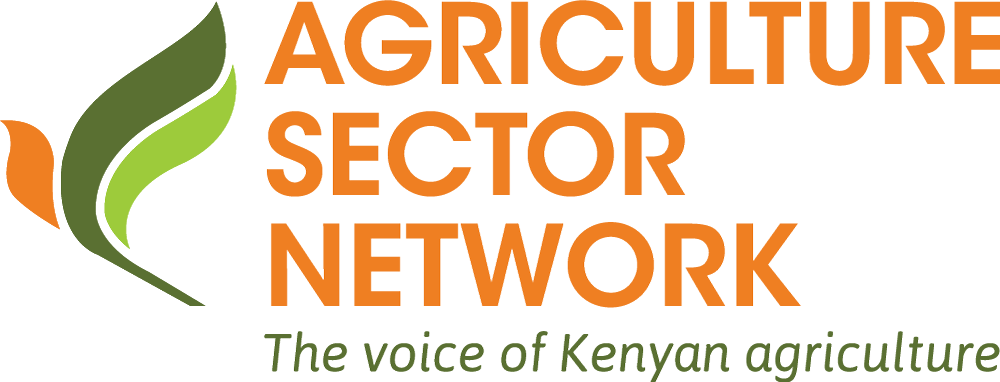 AGRICULTURE
SECTOR
NETWORK
The voice of Kenyan agriculture